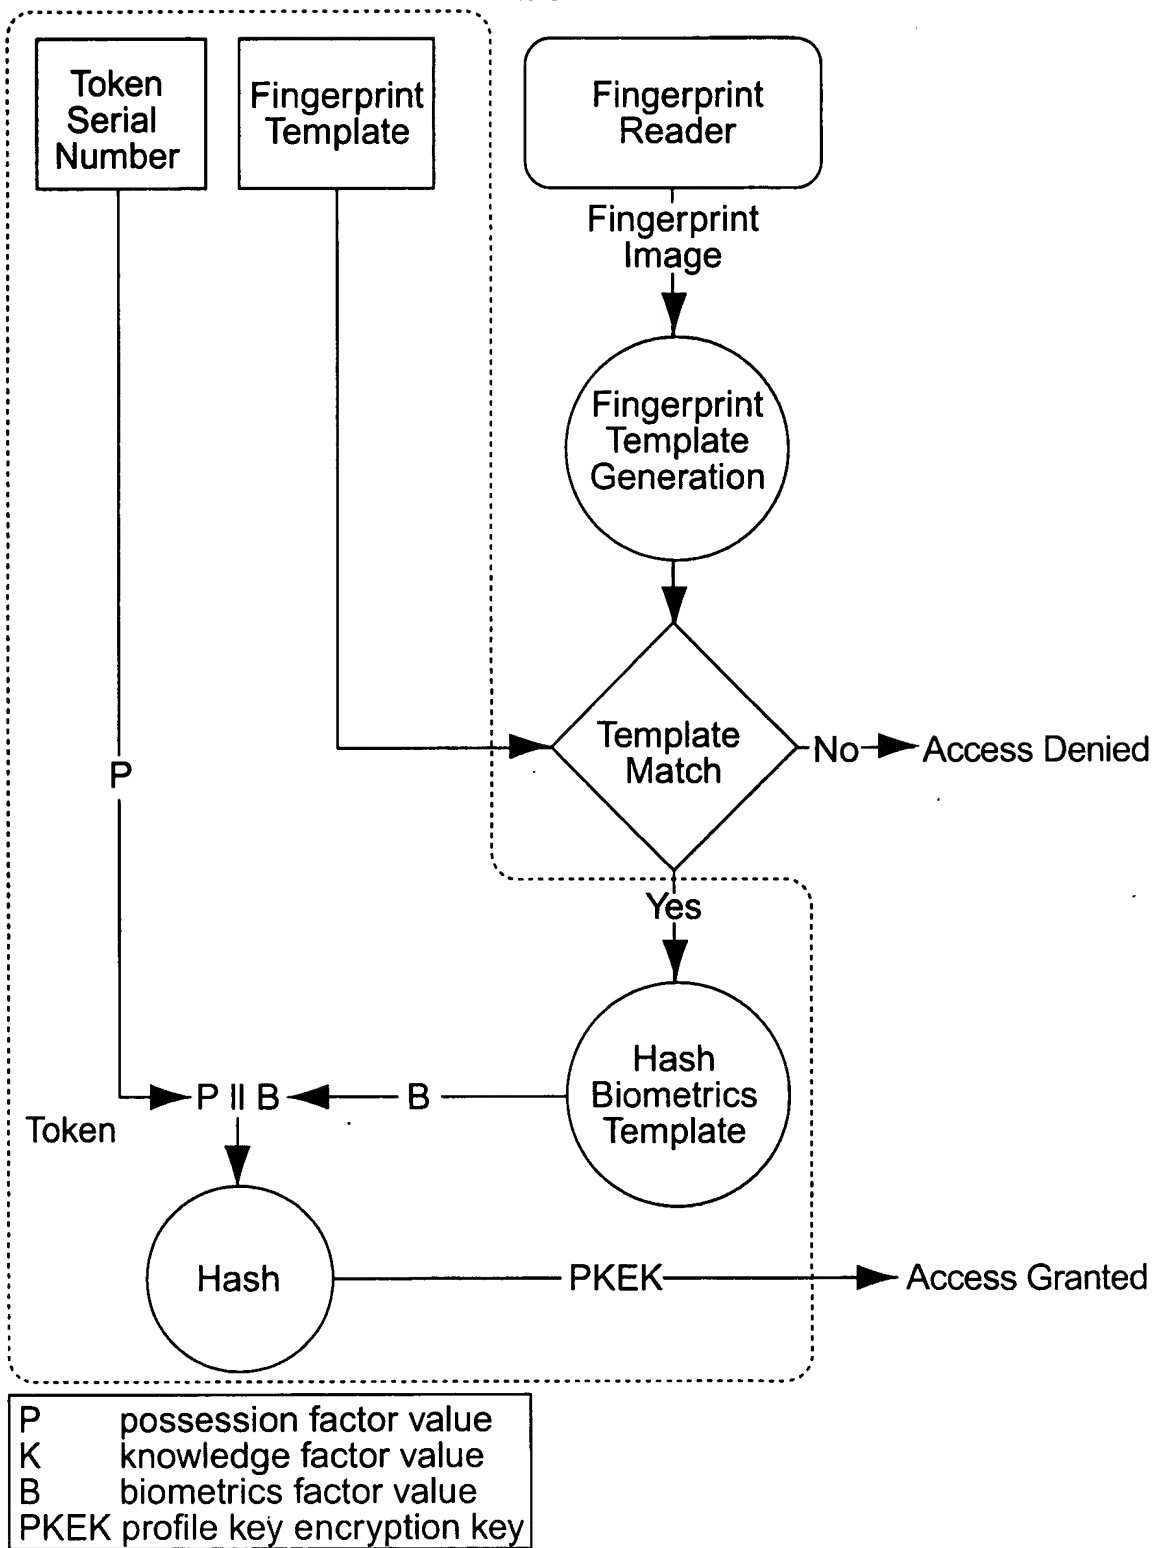 Token
Serial
Number
Fingerprint
Template
Fingerprint
Reader
Fingerprint
Image
Fingerprint
Template
Generation
Template
Match
No
Access Denied
P
Yes
Hash
Biometrics
Template
P || B
B
Token
Hash
PKEK
Access Granted
P possession factor value
K knowledge factor value
B biometrics factor value
PKEK profile key encryption key